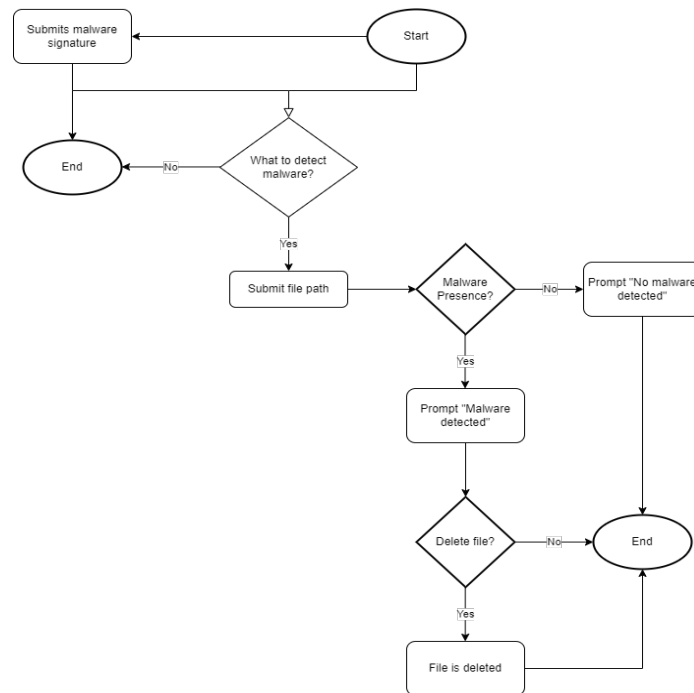 Submits malware
signature
Start
End
No
What to detect
malware?
Yes
Submit file path
Malware
Presence?
No
Prompt "No malware
detected"
Yes
Prompt "Malware
detected"
Delete file?
No
End
Yes
File is deleted